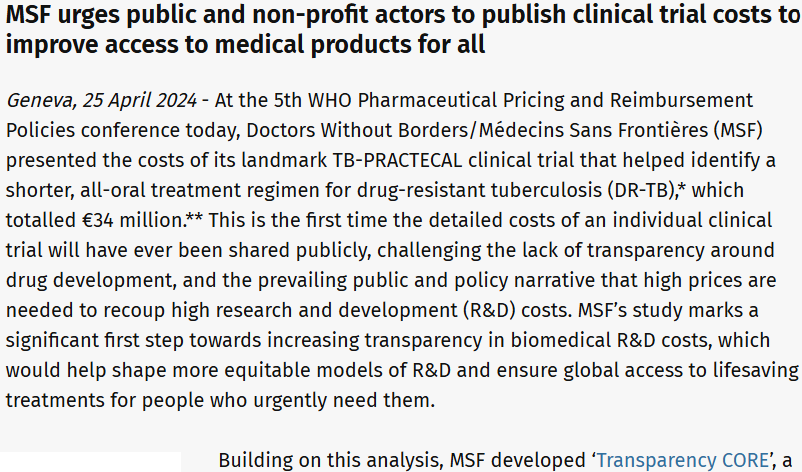 MSF urges public and non-profit actors to publish clinical trial costs to
improve access to medical products for all
Geneva, 25 April 2024 - At the 5th WHO Pharmaceutical Pricing and Reimbursement
Policies conference today, Doctors Without Borders/Médecins Sans Frontières (MSF)
presented the costs of its landmark TB-PRACTECAL clinical trial that helped identify a
shorter, all-oral treatment regimen for drug-resistant tuberculosis (DR-TB),* which
totalled €34 million.** This is the first time the detailed costs of an individual clinical
trial will have ever been shared publicly, challenging the lack of transparency around
drug development, and the prevailing public and policy narrative that high prices are
needed to recoup high research and development (R&D) costs. MSF’s study marks a
significant first step towards increasing transparency in biomedical R&D costs, which
would help shape more equitable models of R&D and ensure global access to lifesaving
treatments for people who urgently need them.
Building on this analysis, MSF developed ‘Transparency CORE’, a